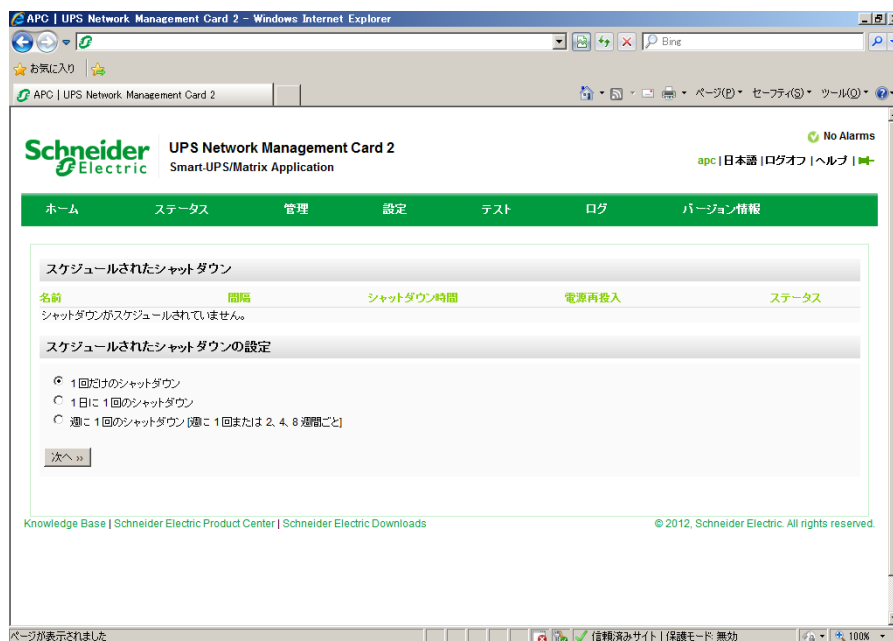 APC | UPS Network Management Card 2 - Windows Internet Explorer
Bing
お気に入り
APC | UPS Network Management Card 2
ページ(P) セーフティ(S) ツール(O)
No Alarms
Schneider Electric
UPS Network Management Card 2
Smart-UPS/Matrix Application
apc | 日本語 | ログオフ | ヘルプ |
ホーム ステータス 管理 設定 テスト ログ バージョン情報
スケジュールされたシャットダウン
名前 間隔 シャットダウン時間 電源再投入 ステータス
シャットダウンがスケジュールされていません。
スケジュールされたシャットダウンの設定
1回だけのシャットダウン
1日に1回のシャットダウン
週に1回のシャットダウン [週に1回または 2、4、8 週間ごと]
次へ »
Knowledge Base | Schneider Electric Product Center | Schneider Electric Downloads
© 2012, Schneider Electric. All rights reserved.
ページが表示されました
信頼済みサイト | 保護モード: 無効
100%